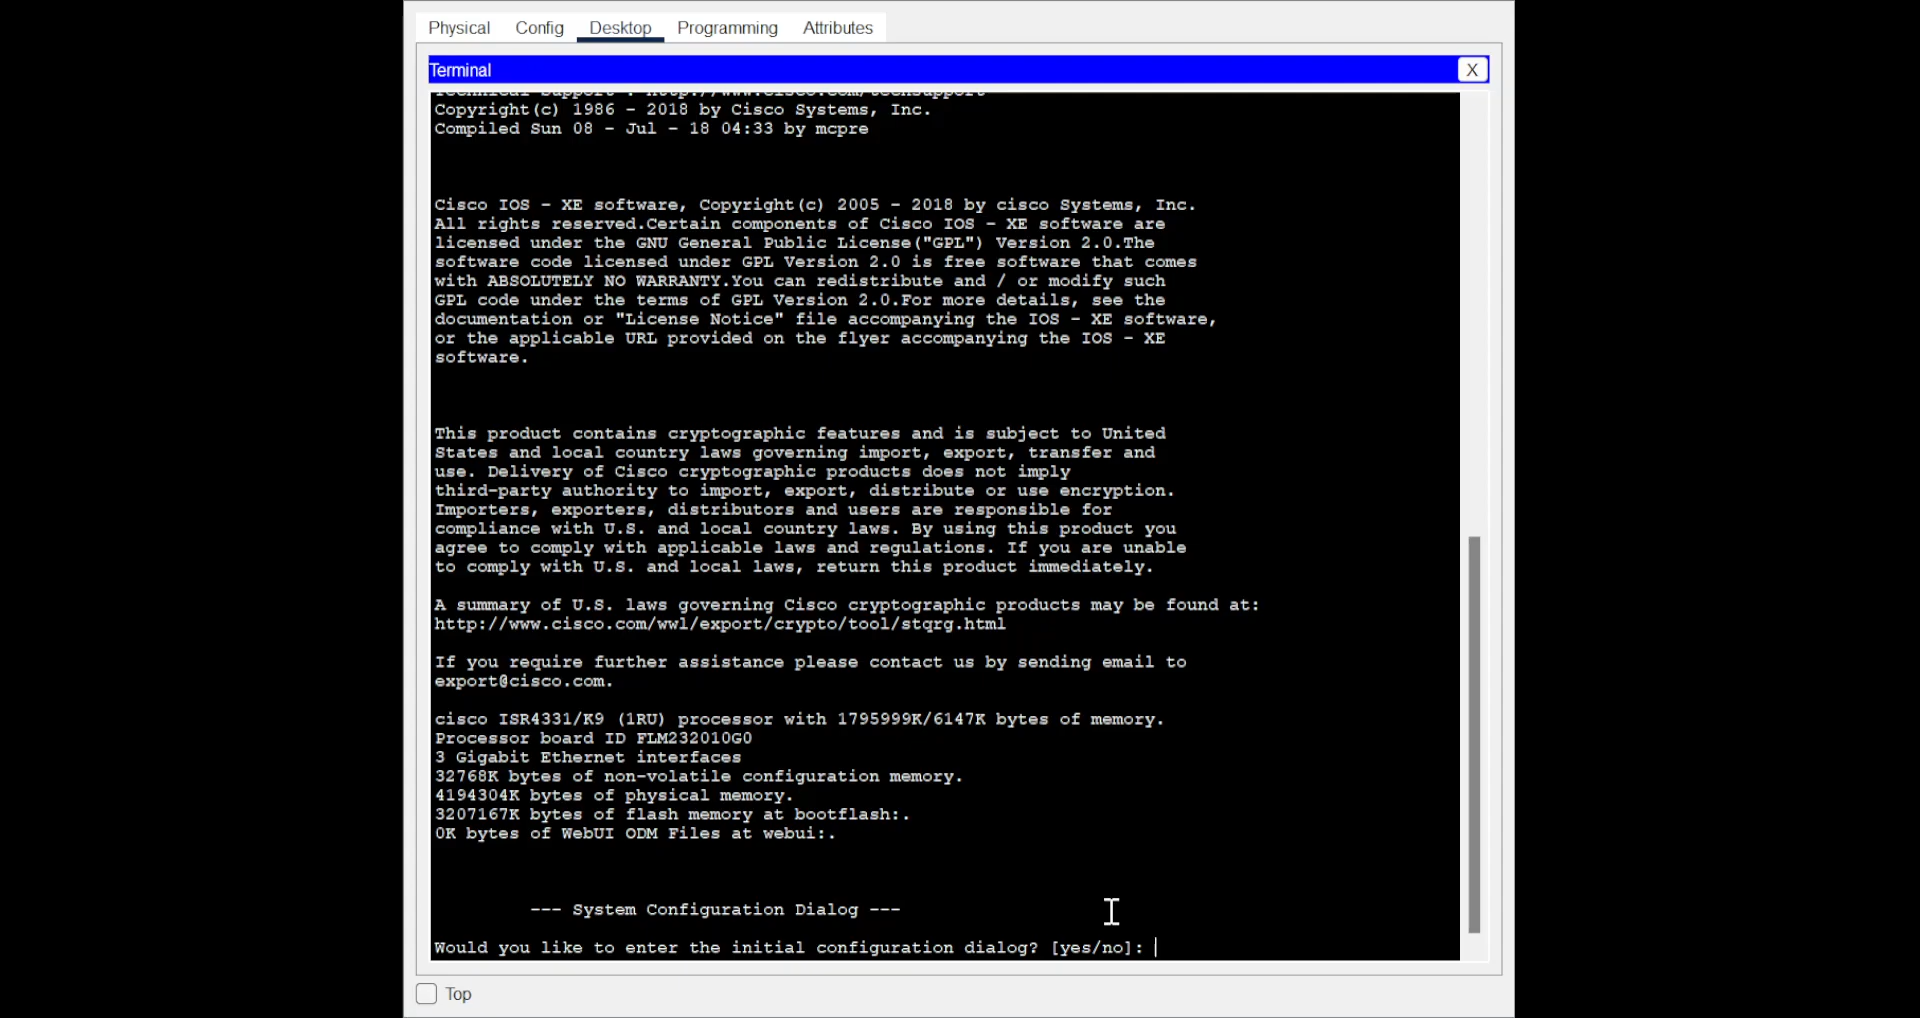 Physical Config Desktop Programming Attributes
Terminal X
Technical Support : http://www.cisco.com/techsupport
Copyright(c) 1986 - 2018 by Cisco Systems, Inc.
Compiled Sun 08 - Jul - 18 04:33 by mcpre
Cisco IOS - XE software, Copyright(c) 2005 - 2018 by cisco Systems, Inc.
All rights reserved.Certain components of Cisco IOS - XE software are
licensed under the GNU General Public License("GPL") Version 2.0.The
software code licensed under GPL Version 2.0 is free software that comes
with ABSOLUTELY NO WARRANTY.You can redistribute and / or modify such
GPL code under the terms of GPL Version 2.0.For more details, see the
documentation or "License Notice" file accompanying the IOS - XE software,
or the applicable URL provided on the flyer accompanying the IOS - XE
software.
This product contains cryptographic features and is subject to United
States and local country laws governing import, export, transfer and
use. Delivery of Cisco cryptographic products does not imply
third-party authority to import, export, distribute or use encryption.
Importers, exporters, distributors and users are responsible for
compliance with U.S. and local country laws. By using this product you
agree to comply with applicable laws and regulations. If you are unable
to comply with U.S. and local laws, return this product immediately.
A summary of U.S. laws governing Cisco cryptographic products may be found at:
http://www.cisco.com/wwl/export/crypto/tool/stqrg.html
If you require further assistance please contact us by sending email to
export@cisco.com.
cisco ISR4331/K9 (1RU) processor with 1795999K/6147K bytes of memory.
Processor board ID FLM232010G0
3 Gigabit Ethernet interfaces
32768K bytes of non-volatile configuration memory.
4194304K bytes of physical memory.
3207167K bytes of flash memory at bootflash:.
0K bytes of WebUI ODM Files at webui:.
--- System Configuration Dialog ---
Would you like to enter the initial configuration dialog? [yes/no]:
Top